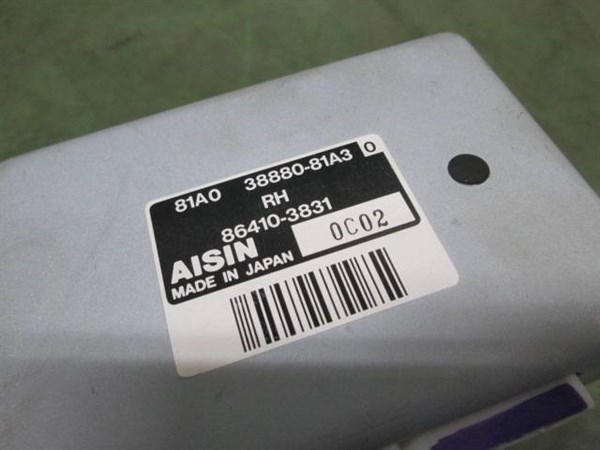 81A0 38880-81A3 0
RH
86410-3831
AISIN 0C02
MADE IN JAPAN